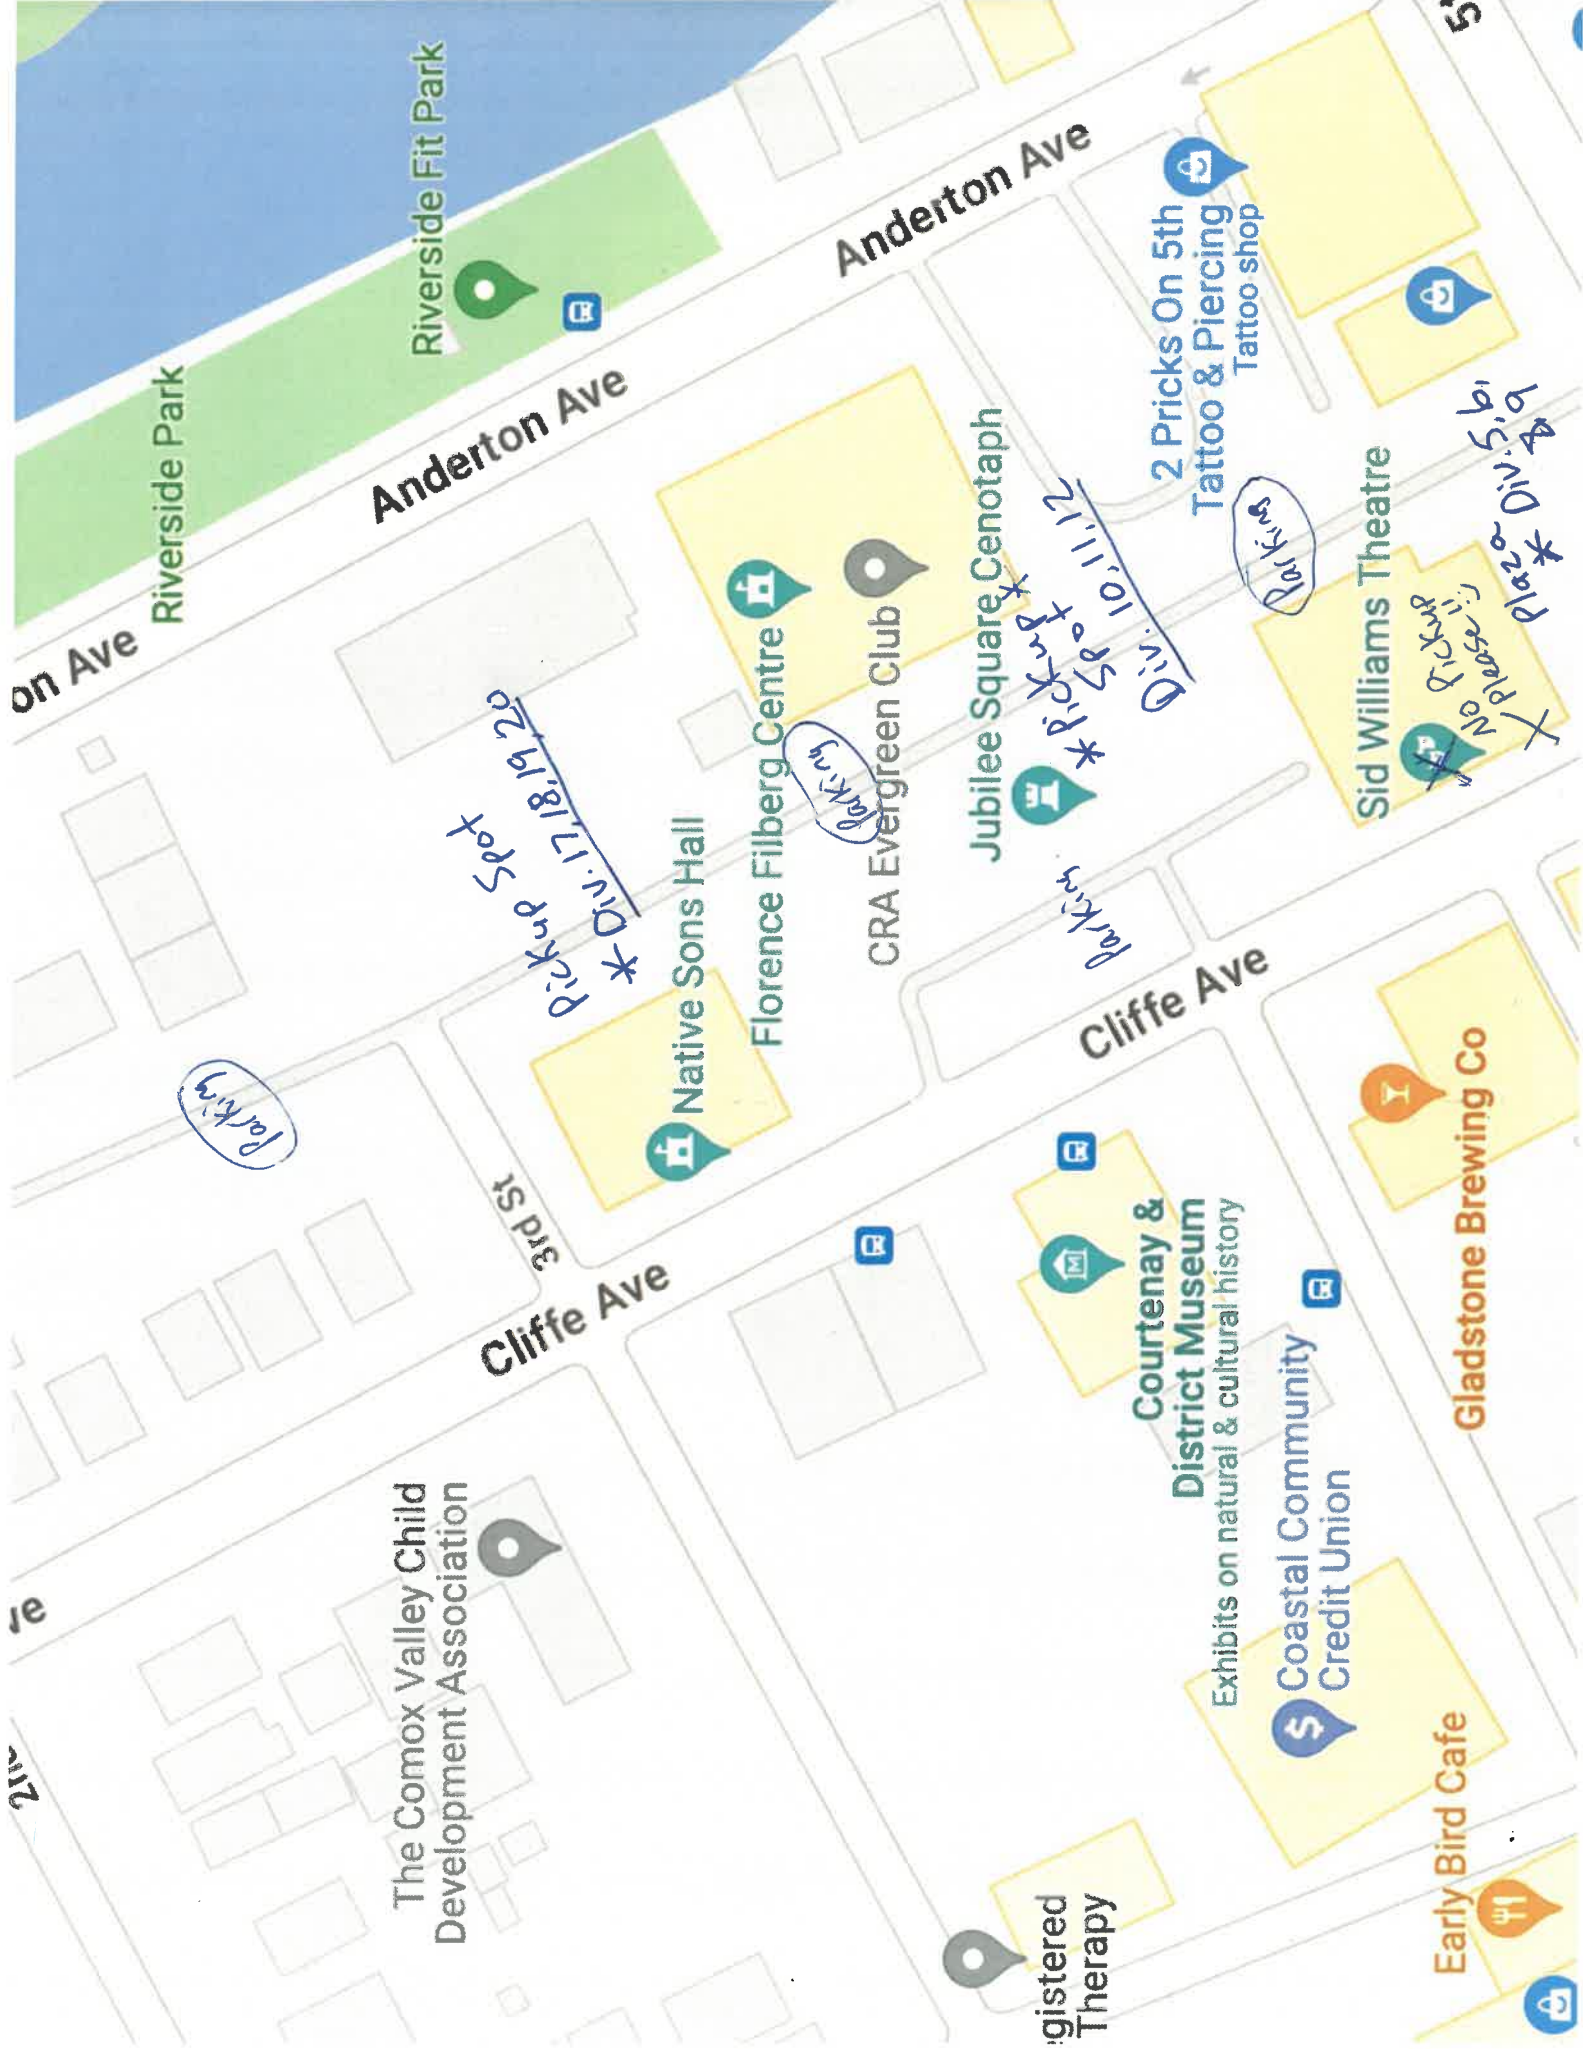 on Ave
Riverside Park
Riverside Fit Park
Anderton Ave
Anderton Ave
Parking
Pickup Spot
* Div. 17, 18, 19, 20
3rd St
Native Sons Hall
Florence Filberg Centre
Parking
CRA Evergreen Club
Jubilee Square Cenotaph
* Pickup *
Spot
Div. 10, 11, 12
Parking
2 Pricks On 5th
Tattoo & Piercing
Tattoo shop
Parking
Sid Williams Theatre
No Pickup
please!!
Plaza
* Div. 5, 6,
8, 9
Cliffe Ave
Cliffe Ave
The Comox Valley Child
Development Association
Courtenay &
District Museum
Exhibits on natural & cultural history
Coastal Community
Credit Union
Gladstone Brewing Co
Early Bird Cafe
gistered
Therapy